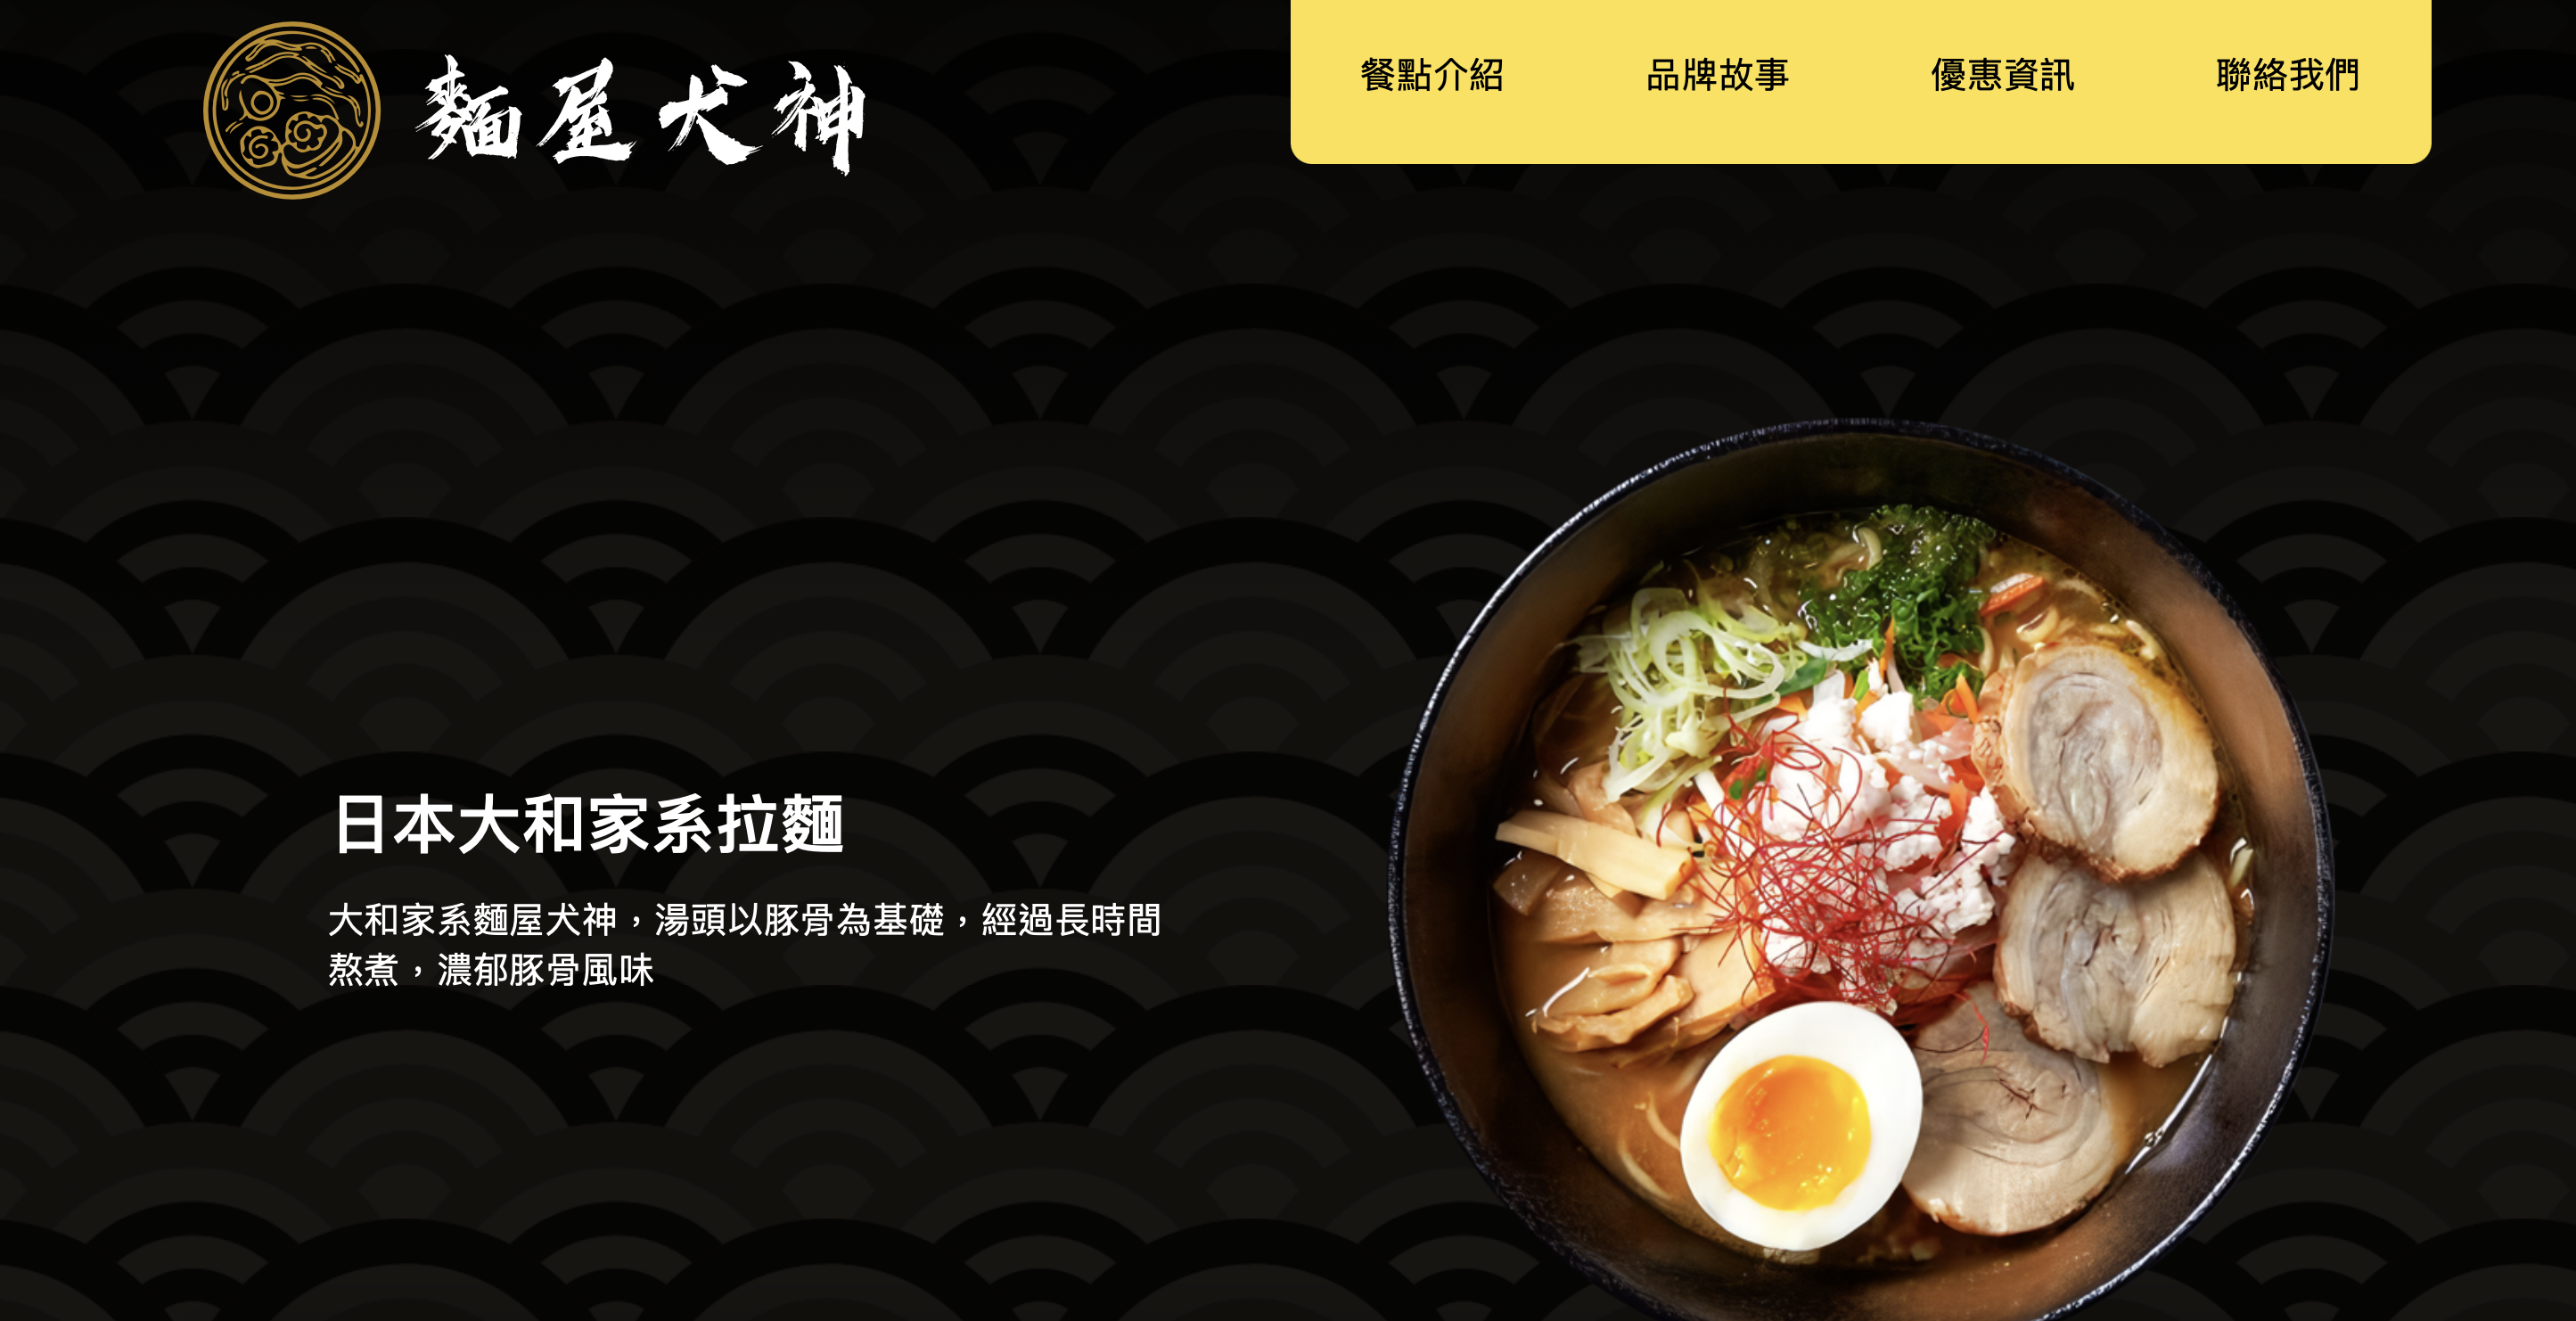 麵屋犬神
餐點介紹
品牌故事
優惠資訊
聯絡我們
日本大和家系拉麵
大和家系麵屋犬神，湯頭以豚骨為基礎，經過長時間
熬煮，濃郁豚骨風味